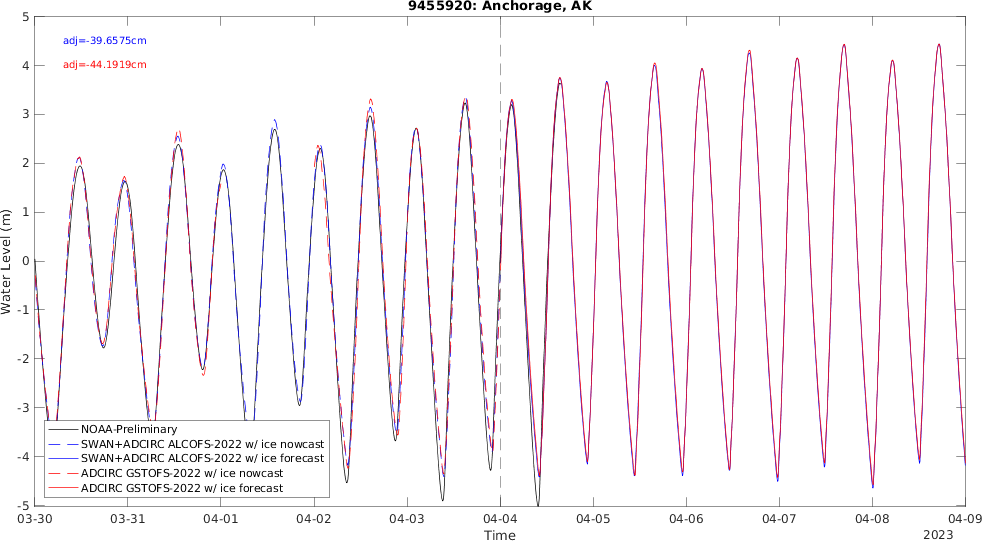 9455920: Anchorage, AK
adj=-39.6575cm
adj=-44.1919cm
Water Level (m)
5
4
3
2
1
0
-1
-2
-3
-4
-5
NOAA-Preliminary
SWAN+ADCIRC ALCOFS-2022 w/ ice nowcast
SWAN+ADCIRC ALCOFS-2022 w/ ice forecast
ADCIRC GSTOFS-2022 w/ ice nowcast
ADCIRC GSTOFS-2022 w/ ice forecast
03-30 03-31 04-01 04-02 04-03 04-04 04-05 04-06 04-07 04-08 04-09
Time
2023